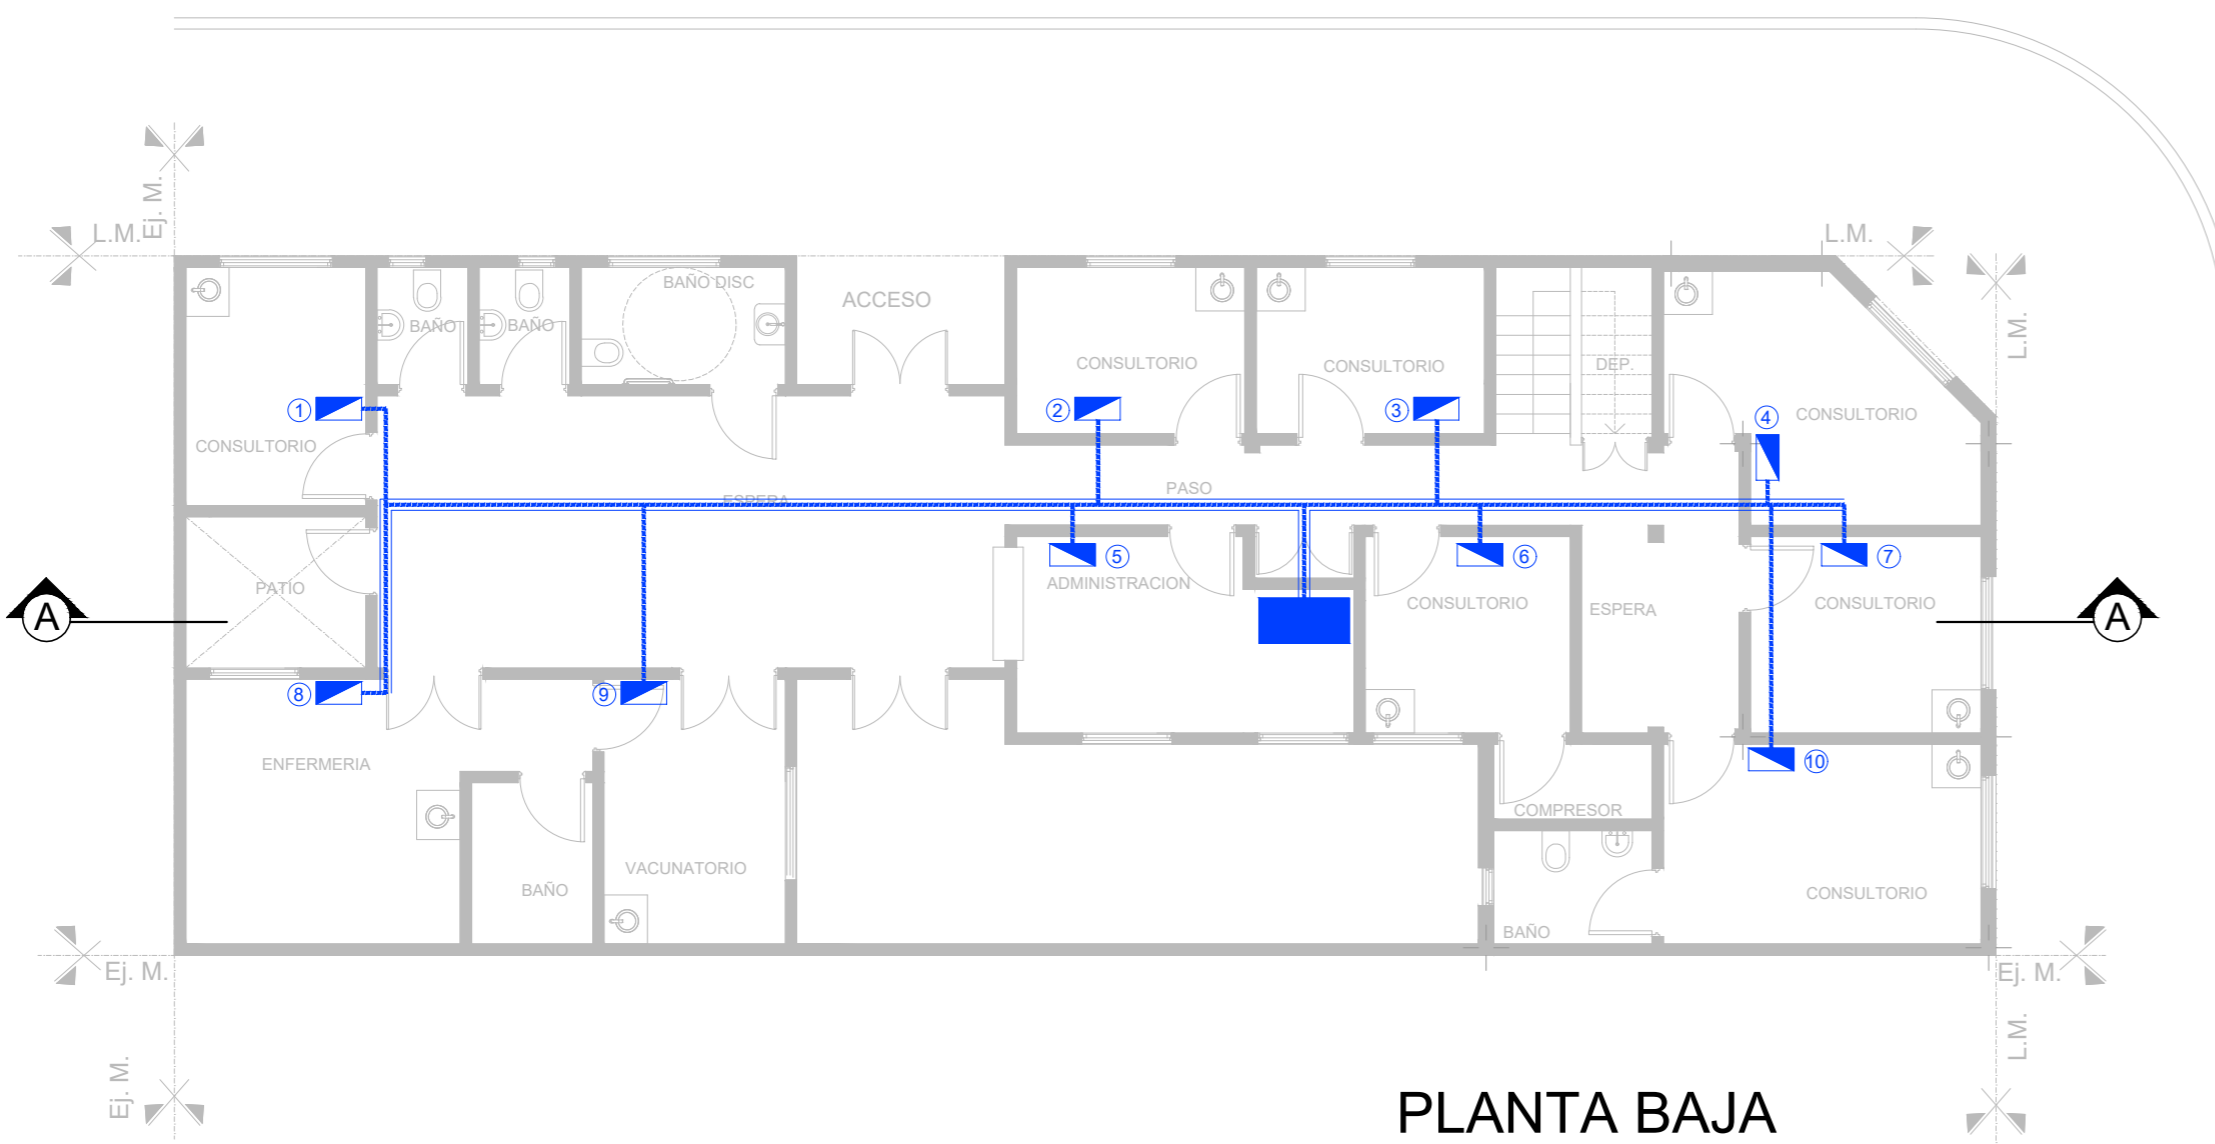 Ej. M.
L.M.
L.M.
L.M.
BAÑO DISC
ACCESO
BAÑO
BAÑO
CONSULTORIO
CONSULTORIO
DEP.
1
2
3
4
CONSULTORIO
CONSULTORIO
PASO
ESPERA
5
6
7
PATIO
ADMINISTRACION
CONSULTORIO
ESPERA
CONSULTORIO
A
A
8
9
ENFERMERIA
10
COMPRESOR
VACUNATORIO
BAÑO
CONSULTORIO
BAÑO
Ej. M.
Ej. M.
L.M.
Ej. M.
PLANTA BAJA